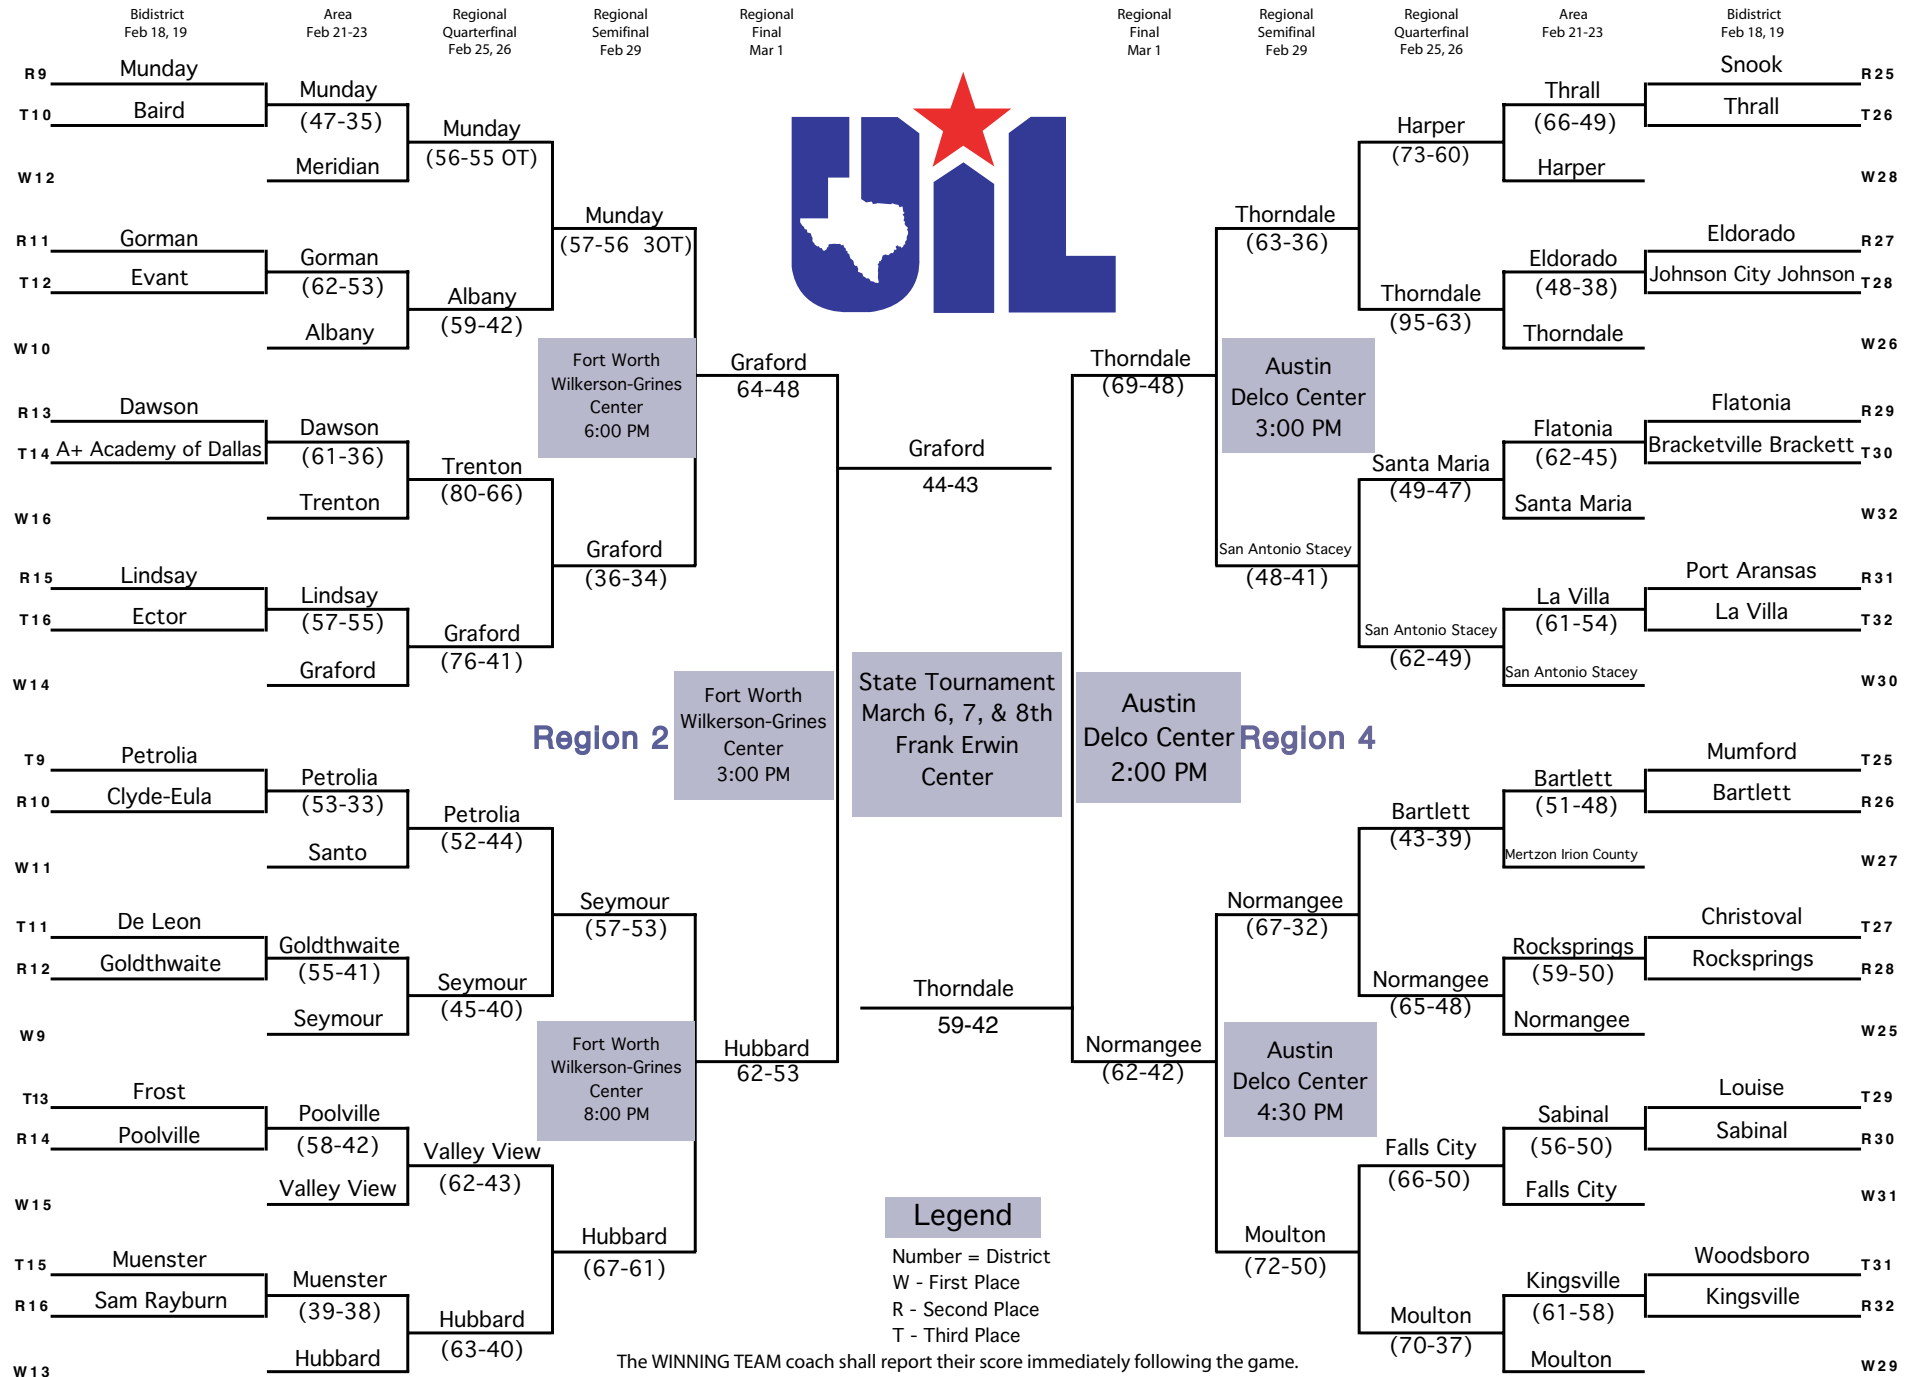 Bidistrict
Feb 18, 19
Area
Feb 21-23
Regional
Quarterfinal
Feb 25, 26
Regional
Semifinal
Feb 29
Regional
Final
Mar 1
Regional
Final
Mar 1
Regional
Semifinal
Feb 29
Regional
Quarterfinal
Feb 25, 26
Area
Feb 21-23
Bidistrict
Feb 18, 19
UIL
R9 Munday
T10 Baird
Munday
(47-35)
W12 Meridian
Munday
(56-55 OT)
R11 Gorman
T12 Evant
Gorman
(62-53)
W10 Albany
Albany
(59-42)
Munday
(57-56 3OT)
R13 Dawson
T14 A+ Academy of Dallas
Dawson
(61-36)
W16 Trenton
Trenton
(80-66)
R15 Lindsay
T16 Ector
Lindsay
(57-55)
W14 Graford
Graford
(76-41)
Graford
(36-34)
Fort Worth
Wilkerson-Grines
Center
6:00 PM
Graford
64-48
Region 2
Fort Worth
Wilkerson-Grines
Center
3:00 PM
T9 Petrolia
R10 Clyde-Eula
Petrolia
(53-33)
W11 Santo
Petrolia
(52-44)
T11 De Leon
R12 Goldthwaite
Goldthwaite
(55-41)
W9 Seymour
Seymour
(45-40)
Seymour
(57-53)
T13 Frost
R14 Poolville
Poolville
(58-42)
W15 Valley View
Valley View
(62-43)
T15 Muenster
R16 Sam Rayburn
Muenster
(39-38)
W13 Hubbard
Hubbard
(63-40)
Hubbard
(67-61)
Fort Worth
Wilkerson-Grines
Center
8:00 PM
Hubbard
62-53
Graford
44-43
State Tournament
March 6, 7, & 8th
Frank Erwin
Center
Thorndale
59-42
Snook R25
Thrall T26
Thrall
(66-49)
Harper W28
Harper
(73-60)
Eldorado R27
Johnson City Johnson T28
Eldorado
(48-38)
Thorndale W26
Thorndale
(95-63)
Thorndale
(63-36)
Flatonia R29
Bracketville Brackett T30
Flatonia
(62-45)
Santa Maria W32
Santa Maria
(49-47)
Port Aransas R31
La Villa T32
La Villa
(61-54)
San Antonio Stacey W30
San Antonio Stacey
(62-49)
San Antonio Stacey
(48-41)
Austin
Delco Center
3:00 PM
Thorndale
(69-48)
Austin
Delco Center
2:00 PM
Region 4
Mumford T25
Bartlett R26
Bartlett
(51-48)
Mertzon Irion County W27
Bartlett
(43-39)
Christoval T27
Rocksprings R28
Rocksprings
(59-50)
Normangee W25
Normangee
(65-48)
Normangee
(67-32)
Louise T29
Sabinal R30
Sabinal
(56-50)
Falls City W31
Falls City
(66-50)
Woodsboro T31
Kingsville R32
Kingsville
(61-58)
Moulton W29
Moulton
(70-37)
Moulton
(72-50)
Austin
Delco Center
4:30 PM
Normangee
(62-42)
Legend
Number = District
W - First Place
R - Second Place
T - Third Place
The WINNING TEAM coach shall report their score immediately following the game.